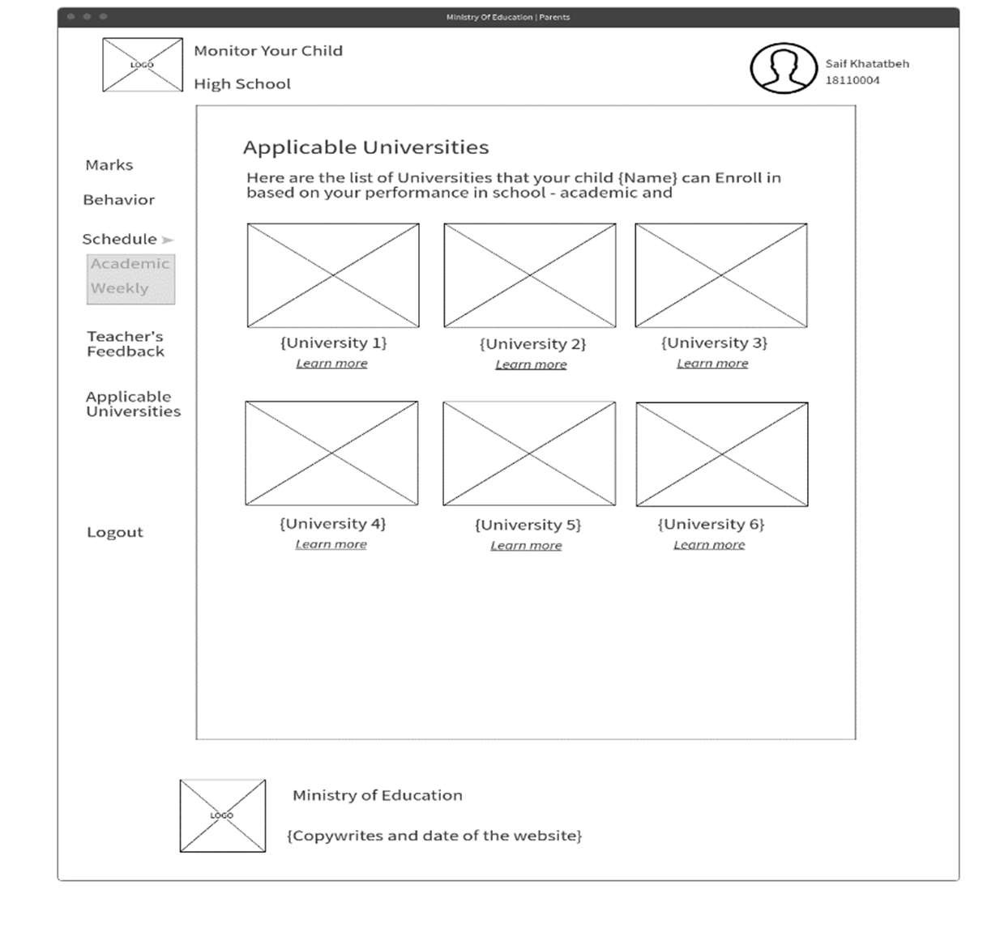 Ministry Of Education | Parents
LOGO
Monitor Your Child
High School
Saif Khatatbeh
18110004
Marks
Behavior
Schedule
Academic
Weekly
Teacher's
Feedback
Applicable
Universities
Logout
Applicable Universities
Here are the list of Universities that your child {Name} can Enroll in
based on your performance in school - academic and
{University 1}
Learn more
{University 2}
Learn more
{University 3}
Learn more
{University 4}
Learn more
{University 5}
Learn more
{University 6}
Learn more
LOGO
Ministry of Education
{Copywrites and date of the website}